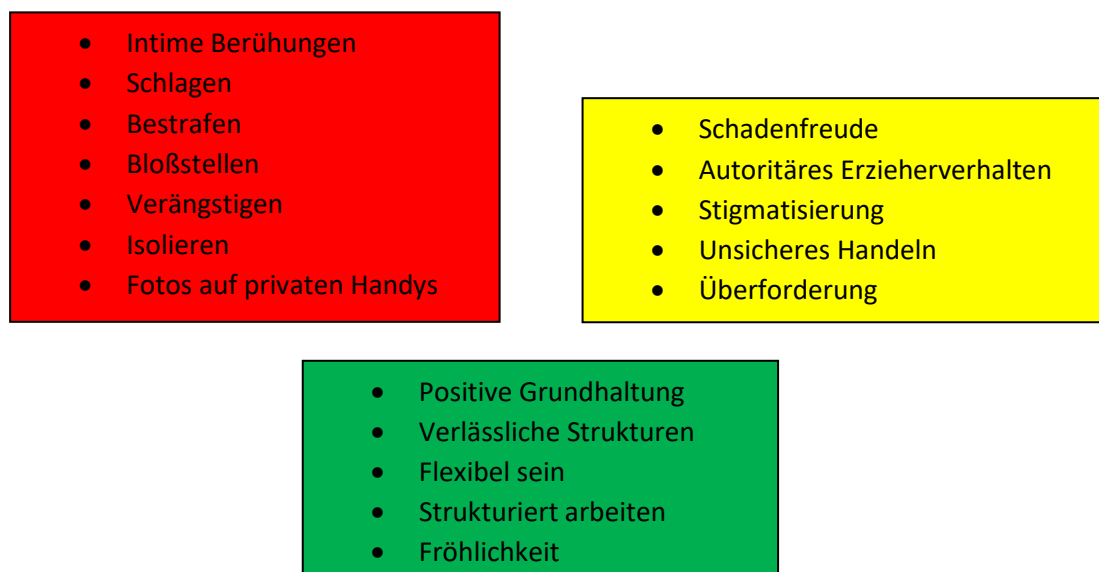 • Intime Berühungen
• Schlagen
• Bestrafen
• Bloßstellen
• Verängstigen
• Isolieren
• Fotos auf privaten Handys
• Schadenfreude
• Autoritäres Erzieherverhalten
• Stigmatisierung
• Unsicheres Handeln
• Überforderung
• Positive Grundhaltung
• Verlässliche Strukturen
• Flexibel sein
• Strukturiert arbeiten
• Fröhlichkeit